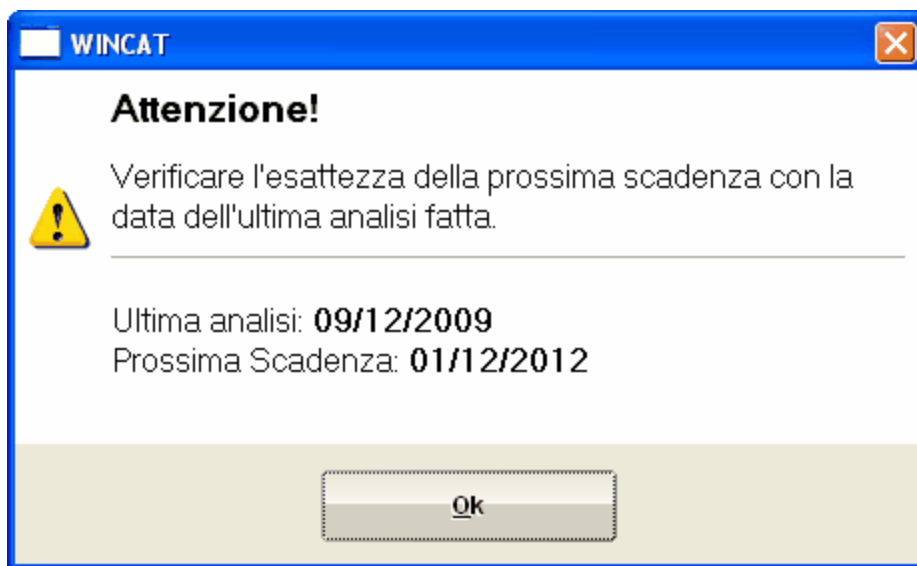 WINCAT
Attenzione!
Verificare l'esattezza della prossima scadenza con la
data dell'ultima analisi fatta.
Ultima analisi: 09/12/2009
Prossima Scadenza: 01/12/2012
Ok